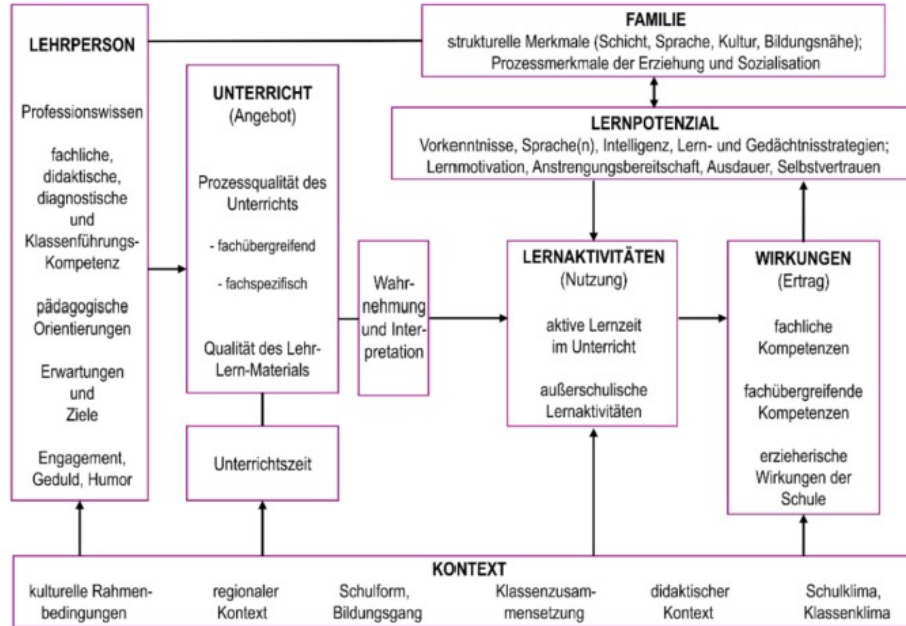 LEHRPERSON
Professionswissen
fachliche,
didaktische,
diagnostische
und
Klassenführungs-
Kompetenz
pädagogische
Orientierungen
Erwartungen
und
Ziele
Engagement,
Geduld, Humor
UNTERRICHT
(Angebot)
Prozessqualität des
Unterrichts
- fachübergreifend
- fachspezifisch
Qualität des Lehr-
Lern-Materials
Unterrichtszeit
Wahr-
nehmung
und Inter-
pretation
FAMILIE
strukturelle Merkmale (Schicht, Sprache, Kultur, Bildungsnähe);
Prozessmerkmale der Erziehung und Sozialisation
LERNPOTENZIAL
Vorkenntnisse, Sprache(n), Intelligenz, Lern- und Gedächtnisstrategien;
Lernmotivation, Anstrengungsbereitschaft, Ausdauer, Selbstvertrauen
LERNAKTIVITÄTEN
(Nutzung)
aktive Lernzeit
im Unterricht
außerschulische
Lernaktivitäten
WIRKUNGEN
(Ertrag)
fachliche
Kompetenzen
fachübergreifende
Kompetenzen
erzieherische
Wirkungen der
Schule
KONTEXT
kulturelle Rahmen-
bedingungen
regionaler
Kontext
Schulform,
Bildungsgang
Klassenzusam-
mensetzung
didaktischer
Kontext
Schulklima,
Klassenklima